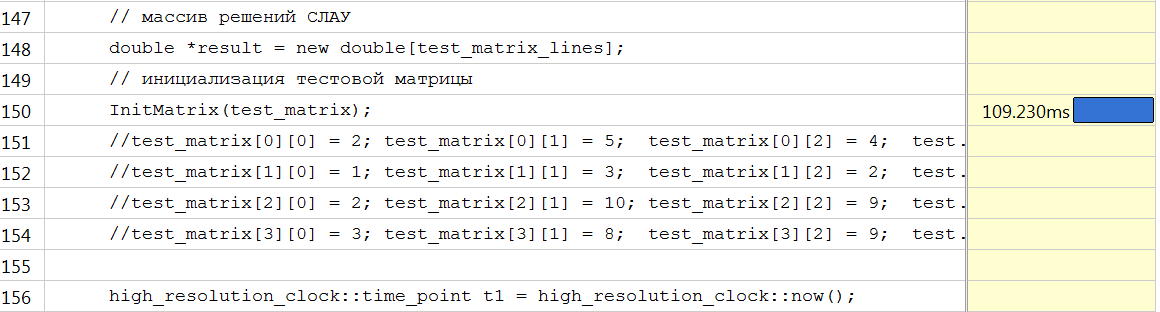 147 // массив решений СЛАУ
148 double *result = new double[test_matrix_lines];
149 // инициализация тестовой матрицы
150 InitMatrix(test_matrix); 109.230ms
151 //test_matrix[0][0] = 2; test_matrix[0][1] = 5; test_matrix[0][2] = 4; test.
152 //test_matrix[1][0] = 1; test_matrix[1][1] = 3; test_matrix[1][2] = 2; test.
153 //test_matrix[2][0] = 2; test_matrix[2][1] = 10; test_matrix[2][2] = 9; test.
154 //test_matrix[3][0] = 3; test_matrix[3][1] = 8; test_matrix[3][2] = 9; test.
155
156 high_resolution_clock::time_point t1 = high_resolution_clock::now();